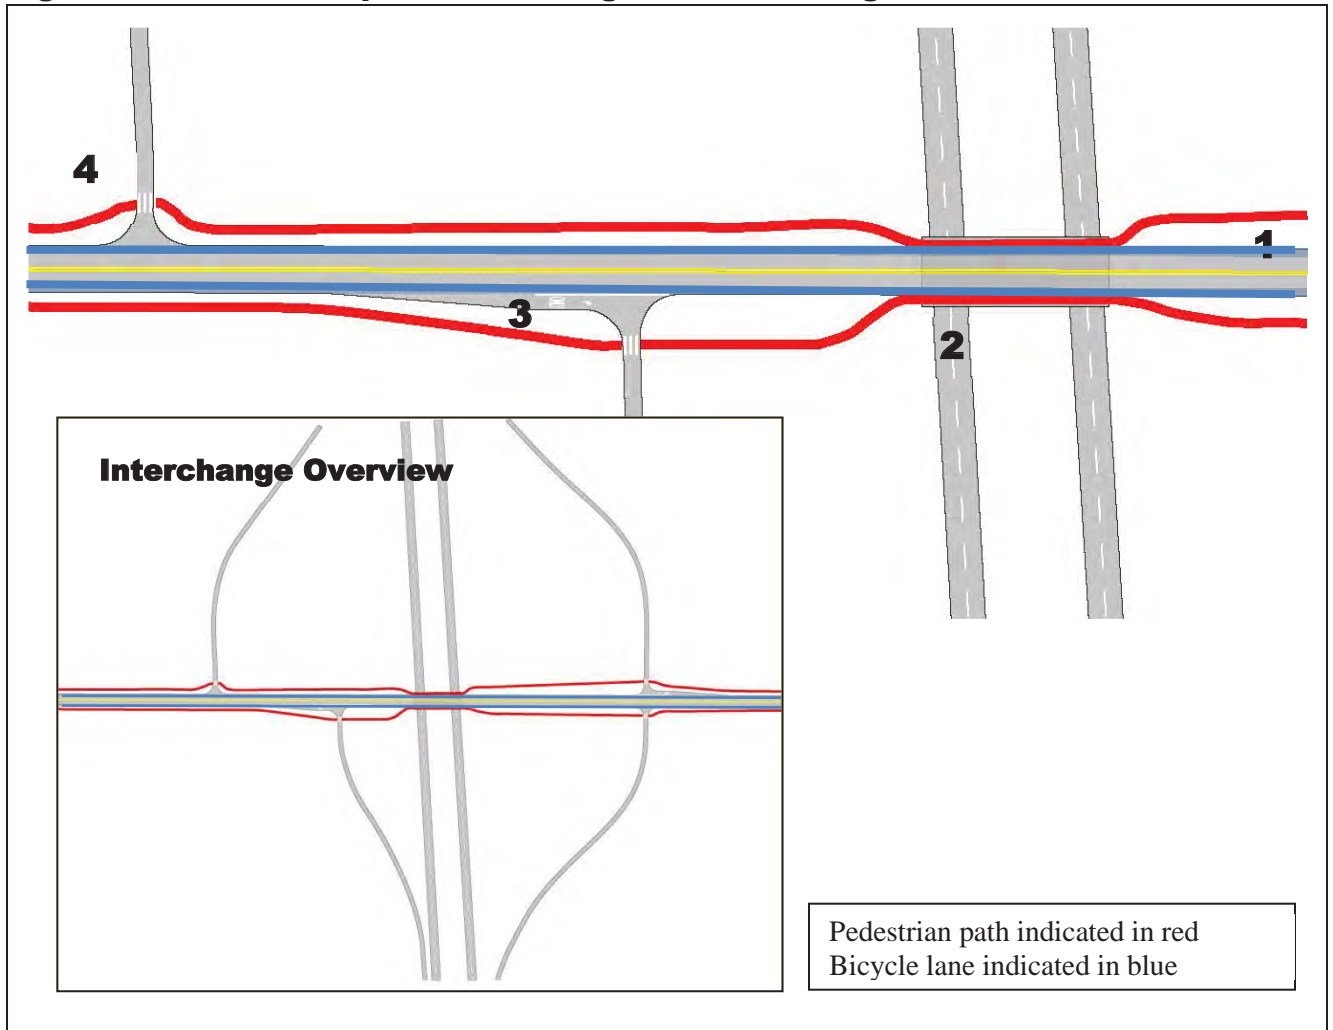 4
1
3
2
Interchange Overview
Pedestrian path indicated in red
Bicycle lane indicated in blue